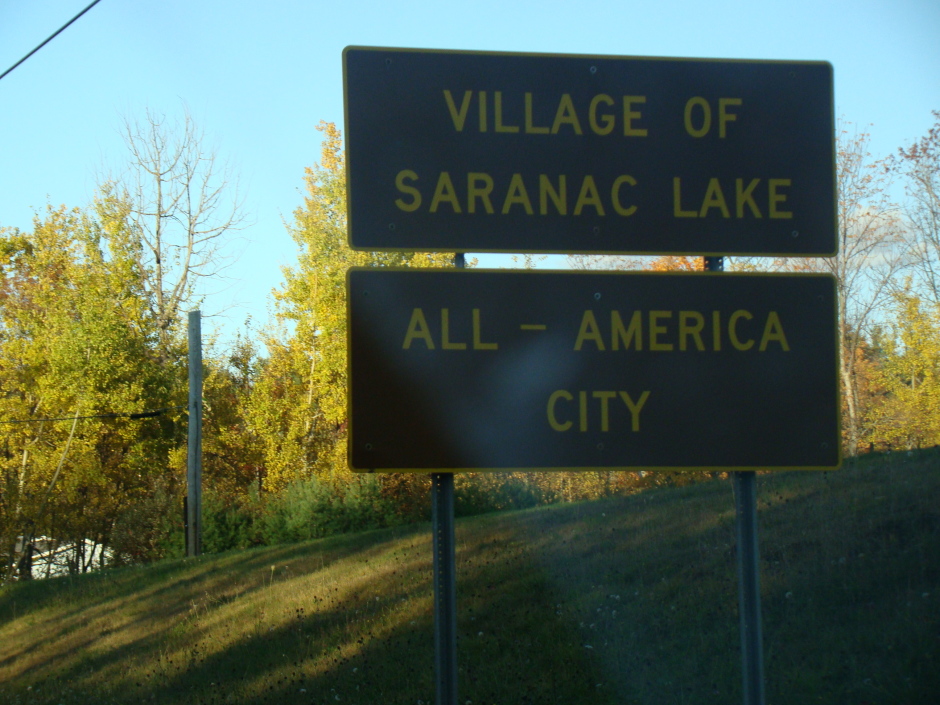 VILLAGE OF
SARANAC LAKE
ALL - AMERICA
CITY